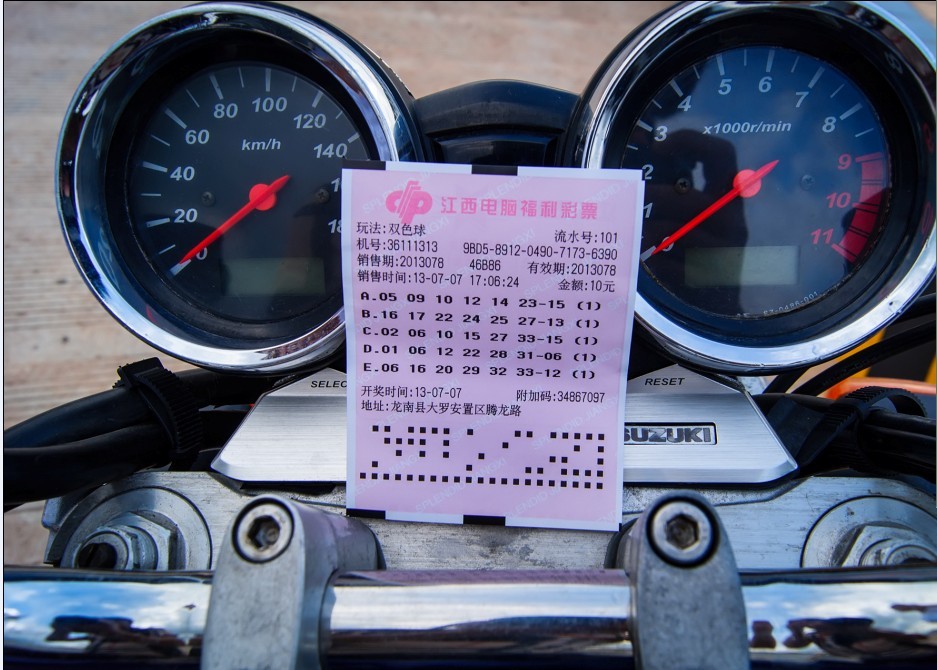 20
40
60
80
100
120
140
km/h
0
2
3
4
5
6
7
8
9
10
11
x1000r/min
江西电脑福利彩票
玩法:双色球 流水号:101
机号:36111313 9BD5-8912-0490-7173-6390
销售期:2013078 46B86 有效期:2013078
销售时间:13-07-07 17:06:24 金额:10元
A.05 09 10 12 14 23-15 (1)
B.16 17 22 24 25 27-13 (1)
C.02 06 10 15 27 33-15 (1)
D.01 06 12 22 28 31-06 (1)
E.06 16 20 29 32 33-12 (1)
开奖时间:13-07-07 附加码:34867097
地址:龙南县大罗安置区腾龙路
SELEC
RESET
SUZUKI